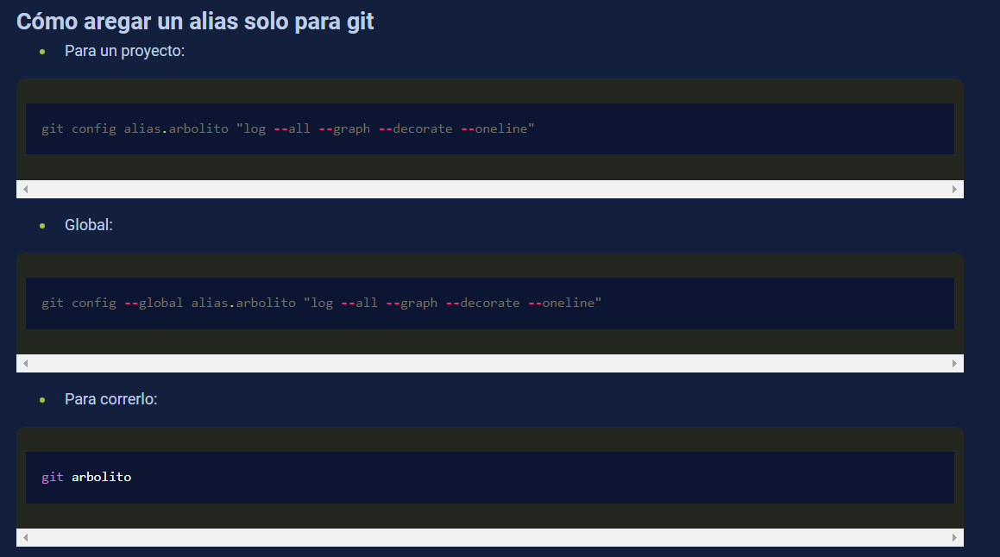 Cómo aregar un alias solo para git
Para un proyecto:
git config alias.arbolito "log --all --graph --decorate --oneline"
Global:
git config --global alias.arbolito "log --all --graph --decorate --oneline"
Para correrlo:
git arbolito